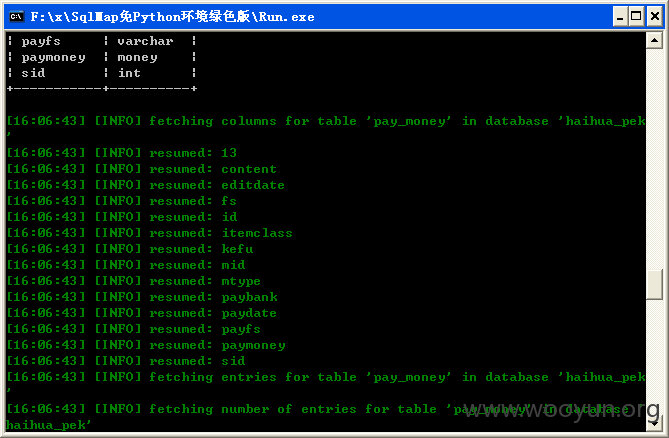 F:\x\SqlMap免Python环境绿色版\Run.exe
¦ payfs ¦ varchar ¦
¦ paymoney ¦ money ¦
¦ sid ¦ int ¦
+-----------+----------+
[16:06:43] [INFO] fetching columns for table 'pay_money' in database 'haihua_pek
'
[16:06:43] [INFO] resumed: 13
[16:06:43] [INFO] resumed: content
[16:06:43] [INFO] resumed: editdate
[16:06:43] [INFO] resumed: fs
[16:06:43] [INFO] resumed: id
[16:06:43] [INFO] resumed: itemclass
[16:06:43] [INFO] resumed: kefu
[16:06:43] [INFO] resumed: mid
[16:06:43] [INFO] resumed: mtype
[16:06:43] [INFO] resumed: paybank
[16:06:43] [INFO] resumed: paydate
[16:06:43] [INFO] resumed: payfs
[16:06:43] [INFO] resumed: paymoney
[16:06:43] [INFO] resumed: sid
[16:06:43] [INFO] fetching entries for table 'pay_money' in database 'haihua_pek
'
[16:06:43] [INFO] fetching number of entries for table 'pay_money' in database '
haihua_pek'
www.wooyun.org